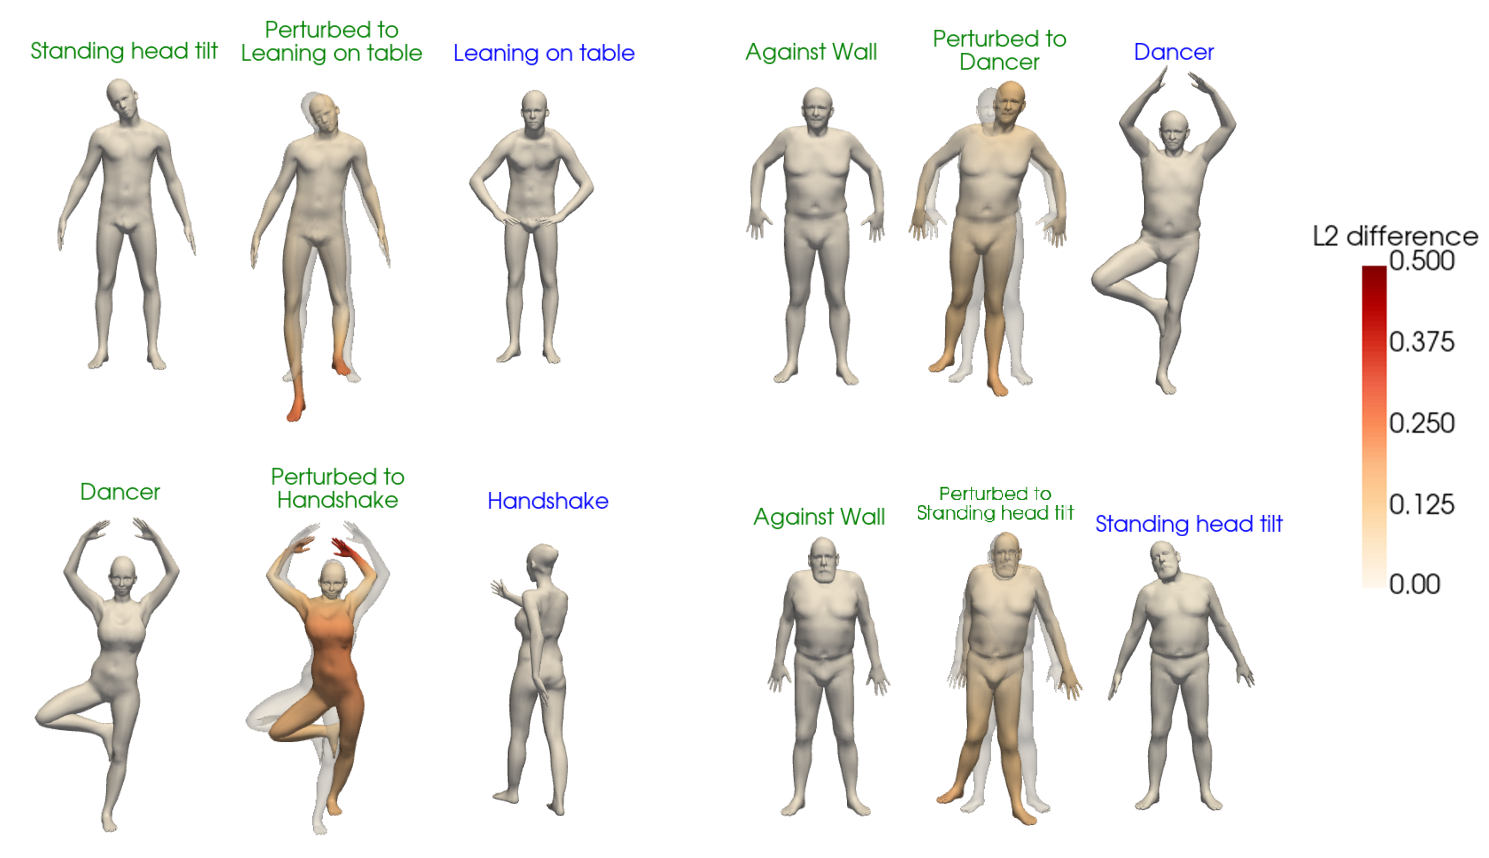 Standing head tilt
Perturbed to
Leaning on table
Leaning on table
Against Wall
Perturbed to
Dancer
Dancer
L2 difference
0.500
0.375
0.250
0.125
0.00
Dancer
Perturbed to
Handshake
Handshake
Against Wall
Perturbed to
Standing head tilt
Standing head tilt